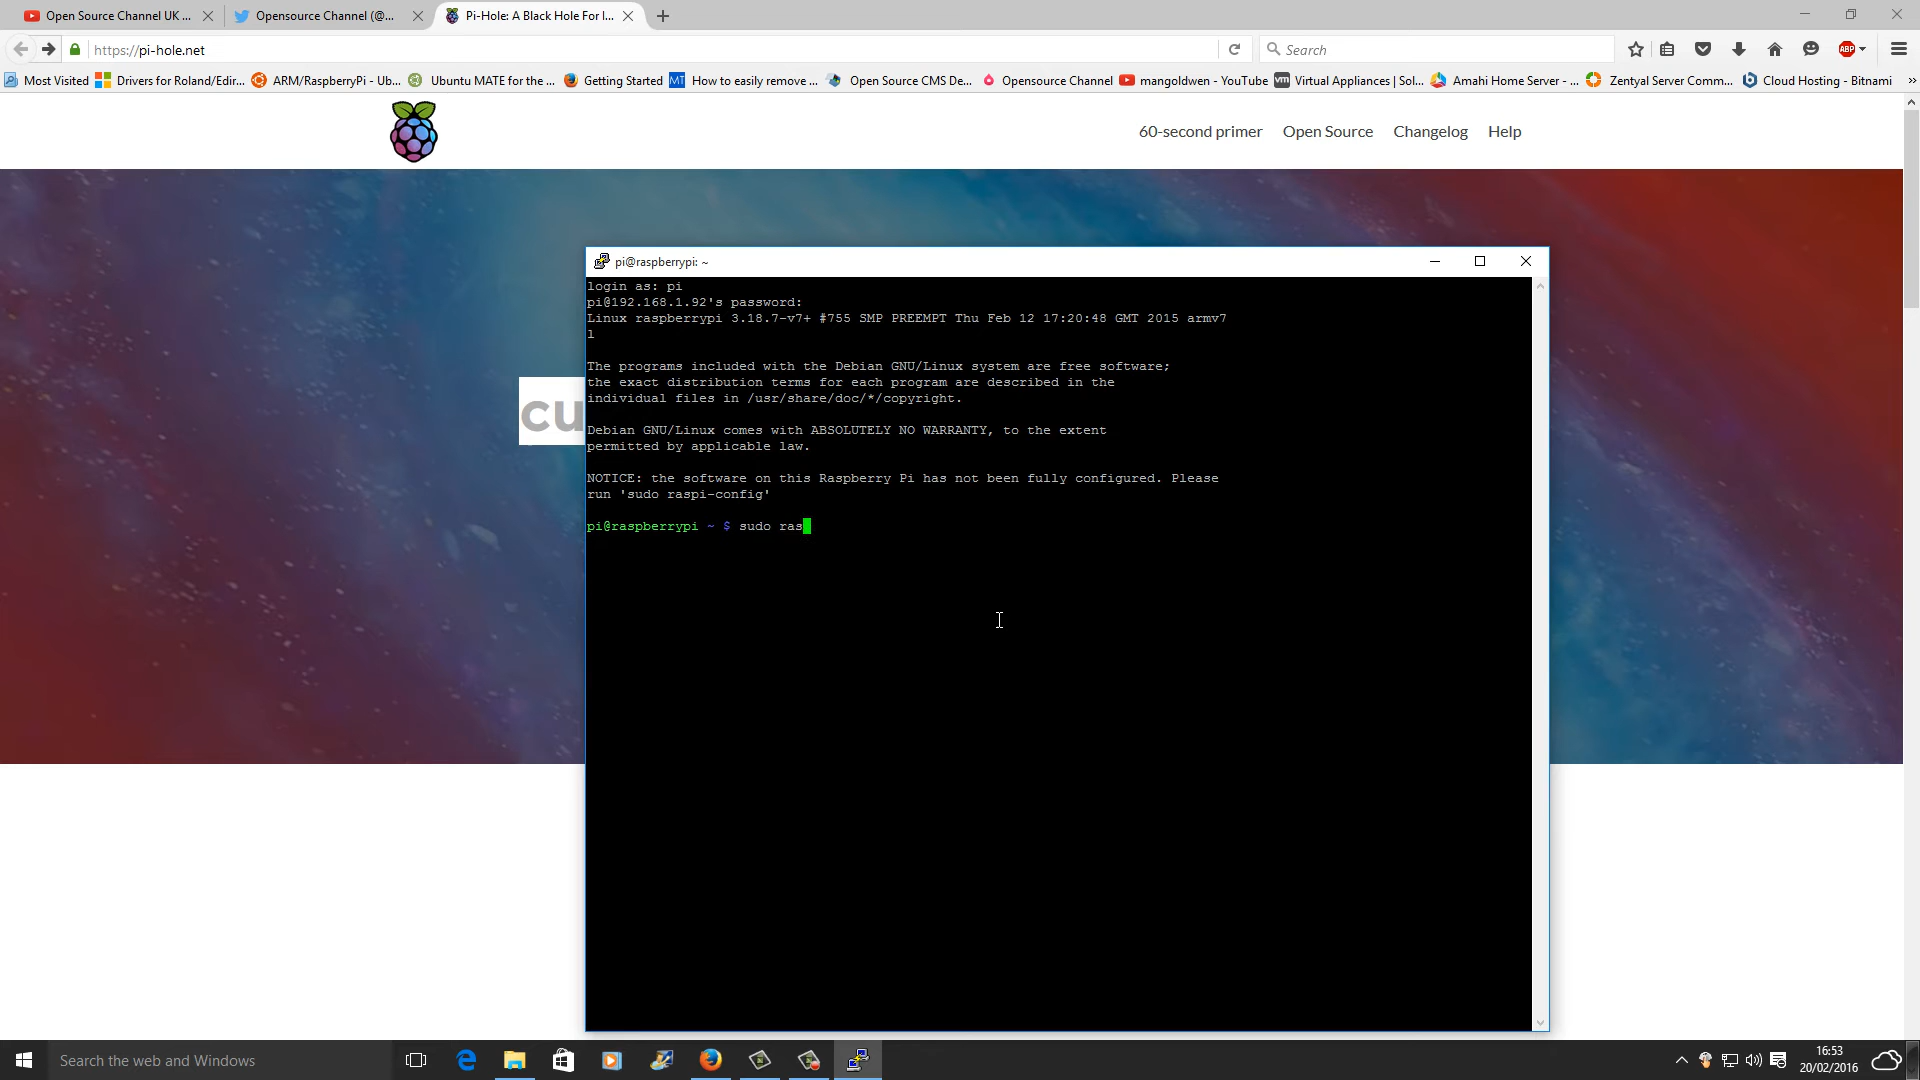 Open Source Channel UK ...
Opensource Channel (@...
Pi-Hole: A Black Hole For I...
https://pi-hole.net
Search
ABP
Most Visited
Drivers for Roland/Edir...
ARM/RaspberryPi - Ub...
Ubuntu MATE for the ...
Getting Started
MT
How to easily remove ...
Open Source CMS De...
Opensource Channel
mangoldwen - YouTube
vm
Virtual Appliances | Sol...
Amahi Home Server - ...
Zentyal Server Comm...
Cloud Hosting - Bitnami
60-second primer
Open Source
Changelog
Help
cu
pi@raspberrypi: ~
login as: pi
pi@192.168.1.92's password:
Linux raspberrypi 3.18.7-v7+ #755 SMP PREEMPT Thu Feb 12 17:20:48 GMT 2015 armv7
l
The programs included with the Debian GNU/Linux system are free software;
the exact distribution terms for each program are described in the
individual files in /usr/share/doc/*/copyright.
Debian GNU/Linux comes with ABSOLUTELY NO WARRANTY, to the extent
permitted by applicable law.
NOTICE: the software on this Raspberry Pi has not been fully configured. Please
run 'sudo raspi-config'
pi@raspberrypi ~ $ sudo ras
Search the web and Windows
16:53
20/02/2016